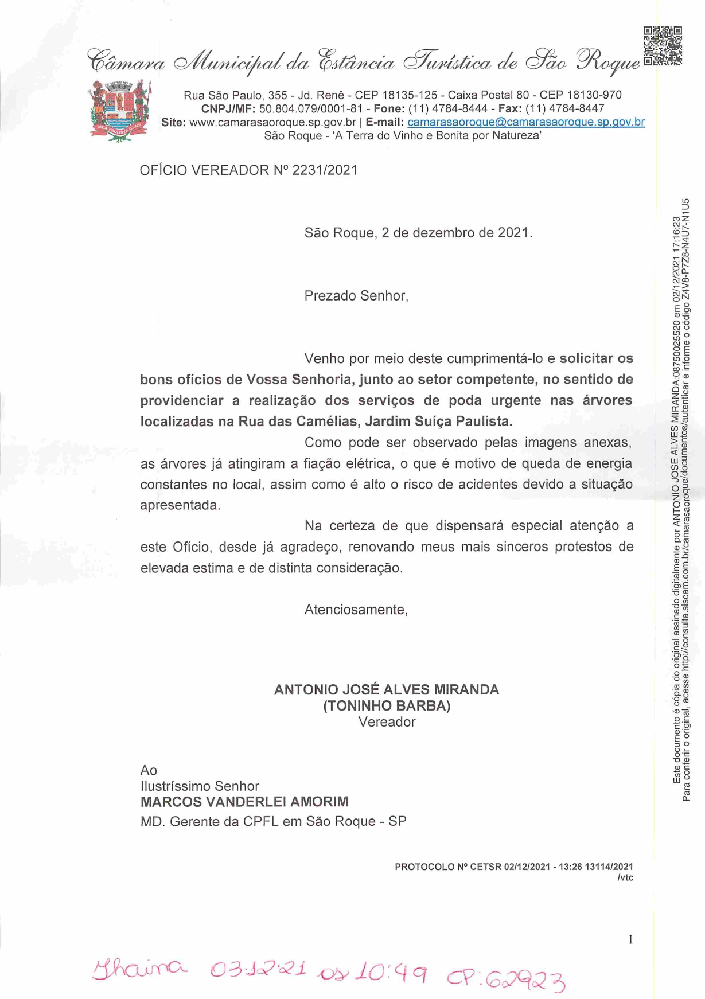 Câmara Municipal da Estância Turística de São Roque
Rua São Paulo, 355 - Jd. Renê - CEP 18135-125 - Caixa Postal 80 - CEP 18130-970
CNPJ/MF: 50.804.079/0001-81 - Fone: (11) 4784-8444 - Fax: (11) 4784-8447
Site: www.camarasaoroque.sp.gov.br | E-mail: camarasaoroque@camarasaoroque.sp.gov.br
São Roque - 'A Terra do Vinho e Bonita por Natureza'
OFÍCIO VEREADOR Nº 2231/2021
São Roque, 2 de dezembro de 2021.
Prezado Senhor,
Venho por meio deste cumprimentá-lo e solicitar os
bons ofícios de Vossa Senhoria, junto ao setor competente, no sentido de
providenciar a realização dos serviços de poda urgente nas árvores
localizadas na Rua das Camélias, Jardim Suíça Paulista.
Como pode ser observado pelas imagens anexas,
as árvores já atingiram a fiação elétrica, o que é motivo de queda de energia
constantes no local, assim como é alto o risco de acidentes devido a situação
apresentada.
Na certeza de que dispensará especial atenção a
este Ofício, desde já agradeço, renovando meus mais sinceros protestos de
elevada estima e de distinta consideração.
Atenciosamente,
ANTONIO JOSÉ ALVES MIRANDA
(TONINHO BARBA)
Vereador
Ao
Ilustríssimo Senhor
MARCOS VANDERLEI AMORIM
MD. Gerente da CPFL em São Roque - SP
PROTOCOLO Nº CETSR 02/12/2021 - 13:26 13114/2021
/vtc
1
Jhaina 03.12.21 as 10:49 CP: 62923
Este documento é cópia do original assinado digitalmente por ANTONIO JOSE ALVES MIRANDA:08750025520 em 02/12/2021 17:16:23
Para conferir o original, acesse http://consulta.siscam.com.br/camarasaoroque/documentos/autenticar e informe o código Z4V8-P7Z8-N4U7-N1U5